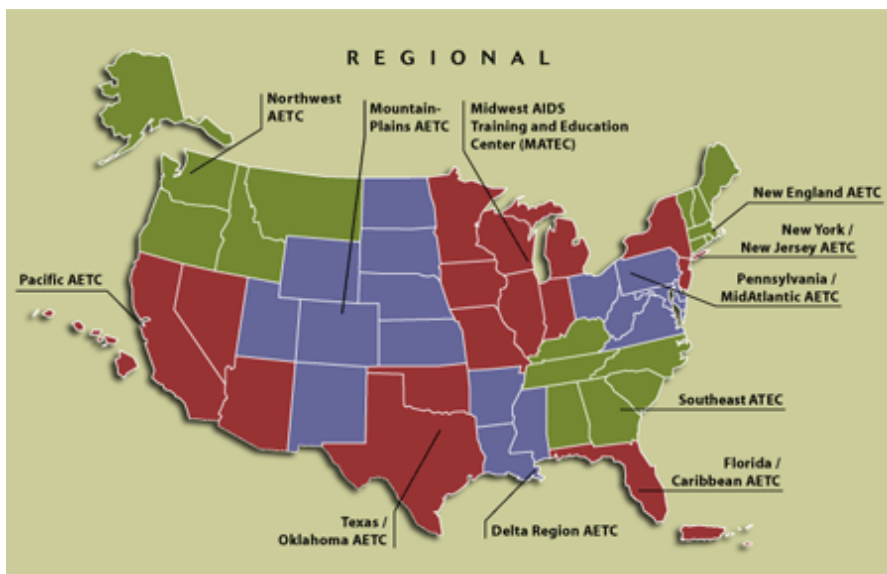 REGIONAL
Northwest
AETC
Mountain-
Plains AETC
Midwest AIDS
Training and Education
Center (MATEC)
New England AETC
New York /
New Jersey AETC
Pacific AETC
Pennsylvania /
MidAtlantic AETC
Southeast ATEC
Florida /
Caribbean AETC
Texas /
Oklahoma AETC
Delta Region AETC